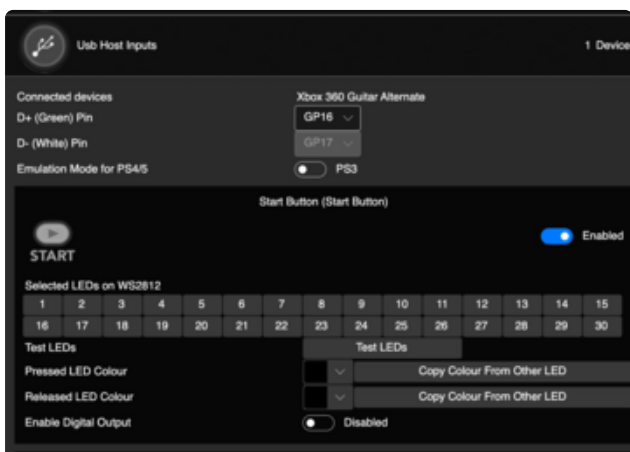 Usb Host Inputs 1 Device
Connected devices Xbox 360 Guitar Alternate
D+ (Green) Pin GP16
D- (White) Pin GP17
Emulation Mode for PS4/5 PS3
Start Button (Start Button)
START Enabled
Selected LEDs on WS2812
1 2 3 4 5 6 7 8 9 10 11 12 13 14 15
16 17 18 19 20 21 22 23 24 25 26 27 28 29 30
Test LEDs Test LEDs
Pressed LED Colour Copy Colour From Other LED
Released LED Colour Copy Colour From Other LED
Enable Digital Output Disabled